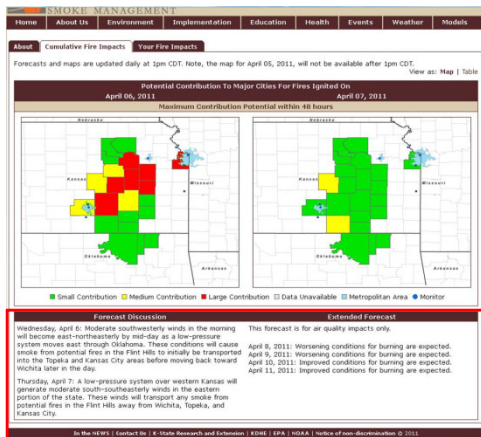 SMOKE MANAGEMENT
Home About Us Environment Implementation Education Health Events Weather Models
About Cumulative Fire Impacts Your Fire Impacts
Forecasts and maps are updated daily at 1pm CDT. Note, the map for April 05, 2011, will not be available after 1pm CDT.
View as: Map | Table
Potential Contribution To Major Cities For Fires Ignited On
April 06, 2011 April 07, 2011
Maximum Contribution Potential within 48 hours
Nebraska Nebraska
Kansas Missouri Kansas Missouri
Oklahoma Arkansas Oklahoma Arkansas
Small Contribution Medium Contribution Large Contribution Data Unavailable Metropolitan Area Monitor
Forecast Discussion
Wednesday, April 6: Moderate southwesterly winds in the morning
will become east-northeasterly by mid-day as a low-pressure
system moves east through Oklahoma. These conditions will cause
smoke from potential fires in the Flint Hills to initially be transported
into the Topeka and Kansas City areas before moving back toward
Wichita later in the day.
Thursday, April 7: A low-pressure system over western Kansas will
generate moderate south-southeasterly winds in the eastern
portion of the state. These winds will transport any smoke from
potential fires in the Flint Hills away from Wichita, Topeka, and
Kansas City.
Extended Forecast
This forecast is for air quality impacts only.
April 8, 2011: Worsening conditions for burning are expected.
April 9, 2011: Worsening conditions for burning are expected.
April 10, 2011: Improved conditions for burning are expected.
April 11, 2011: Improved conditions for burning are expected.
In the NEWS | Contact Us | K-State Research and Extension | KDHE | EPA | NOAA | Notice of non-discrimination © 2011